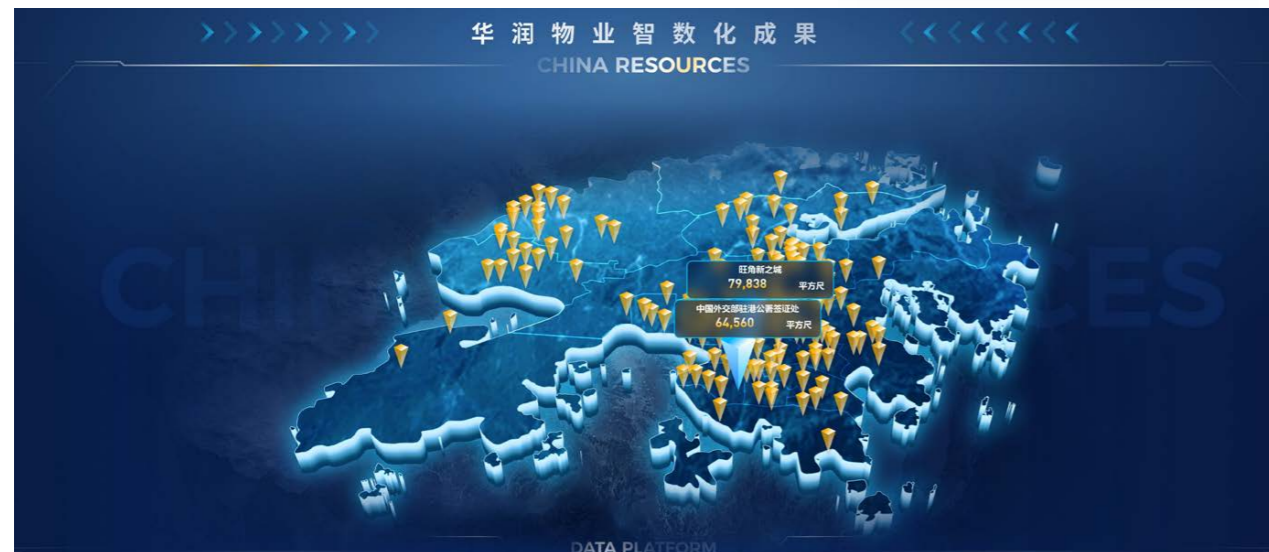 华润物业智数化成果
CHINA RESOURCES
旺角新之城
79,838 平方尺
中国外交部驻港公署签证处
64,560 平方尺
DATA PLATFORM